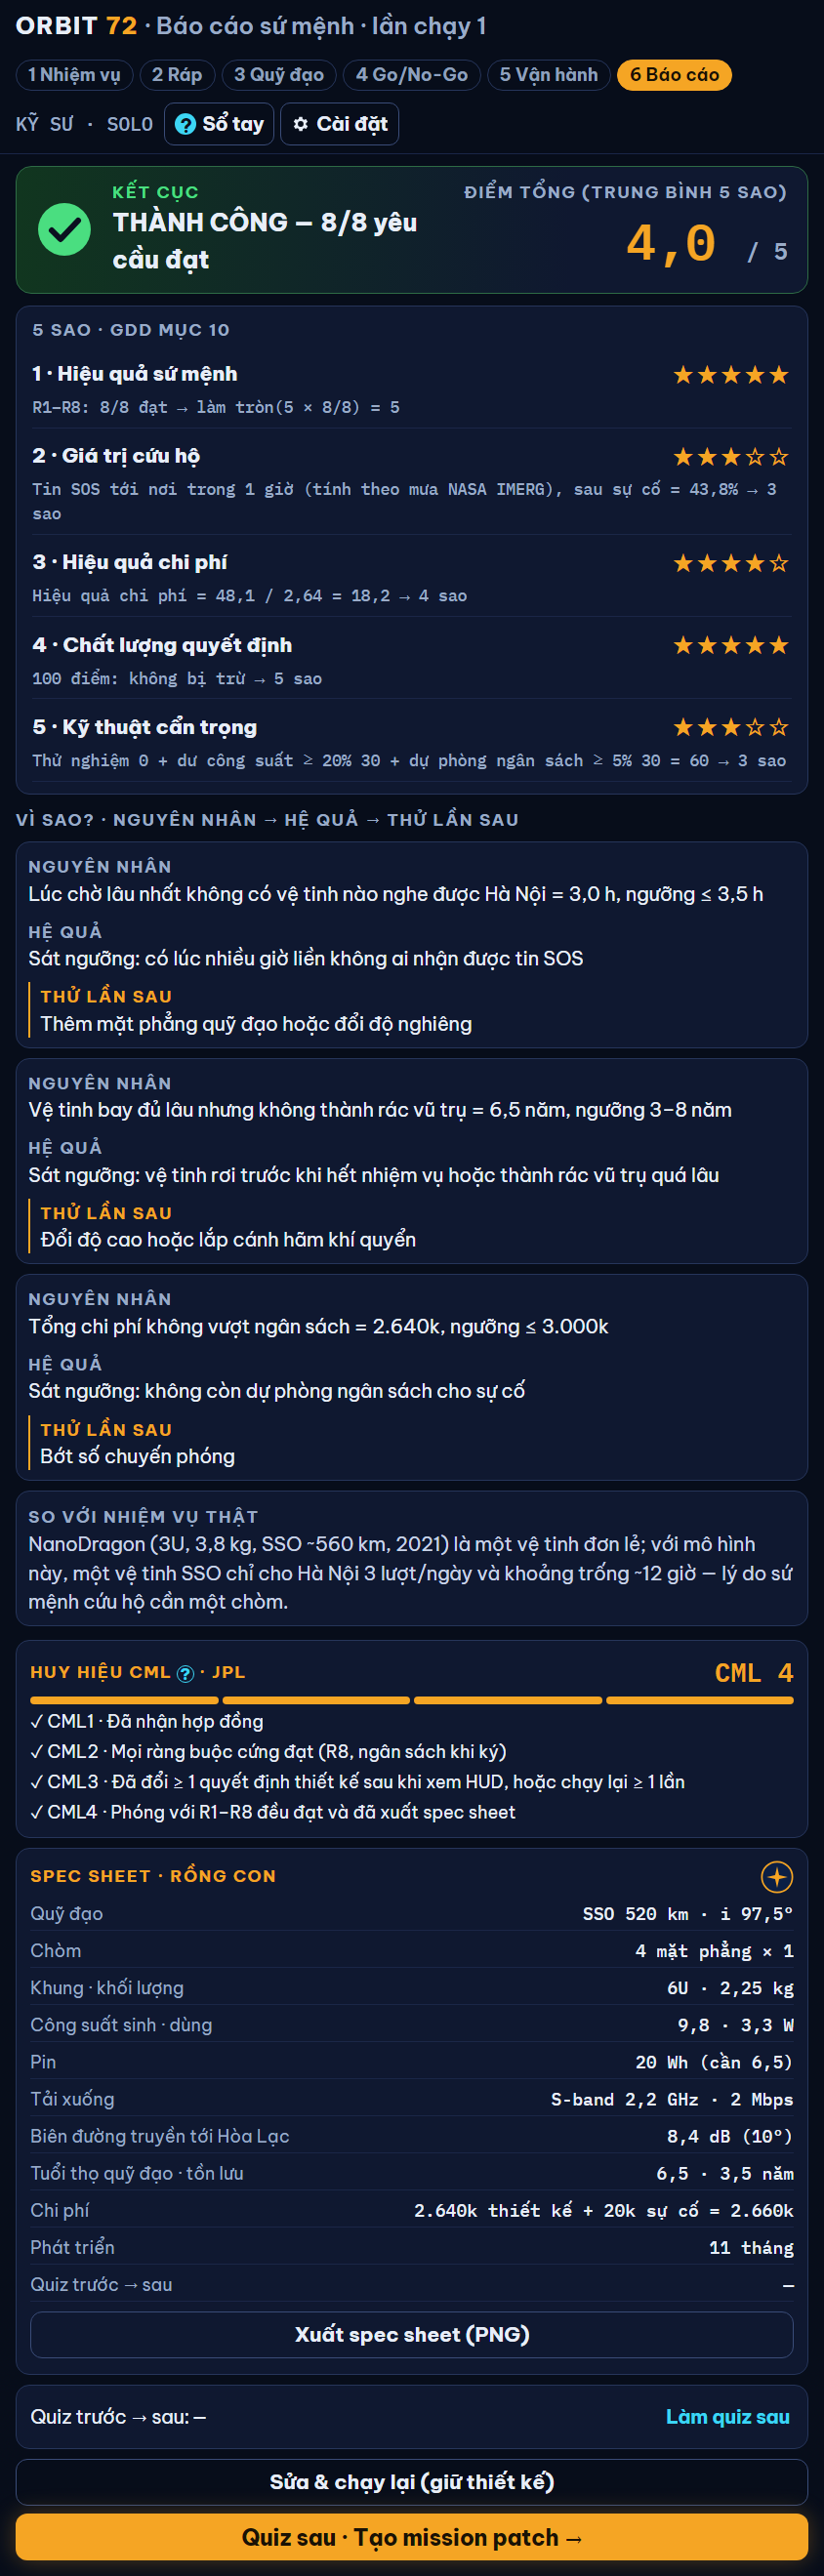 ORBIT 72 · Báo cáo sứ mệnh · lần chạy 1
1 Nhiệm vụ
2 Ráp
3 Quỹ đạo
4 Go/No-Go
5 Vận hành
6 Báo cáo
KỸ SƯ · SOLO
? Sổ tay
⚙ Cài đặt
KẾT CỤC
THÀNH CÔNG — 8/8 yêu
cầu đạt
ĐIỂM TỔNG (TRUNG BÌNH 5 SAO)
4,0 / 5
5 SAO · GDD MỤC 10
1 · Hiệu quả sứ mệnh ★★★★★
R1–R8: 8/8 đạt → làm tròn(5 × 8/8) = 5
2 · Giá trị cứu hộ ★★★☆☆
Tin SOS tới nơi trong 1 giờ (tính theo mưa NASA IMERG), sau sự cố = 43,8% → 3
sao
3 · Hiệu quả chi phí ★★★★☆
Hiệu quả chi phí = 48,1 / 2,64 = 18,2 → 4 sao
4 · Chất lượng quyết định ★★★★★
100 điểm: không bị trừ → 5 sao
5 · Kỹ thuật cẩn trọng ★★★☆☆
Thử nghiệm 0 + dư công suất ≥ 20% 30 + dự phòng ngân sách ≥ 5% 30 = 60 → 3 sao
VÌ SAO? · NGUYÊN NHÂN → HỆ QUẢ → THỬ LẦN SAU
NGUYÊN NHÂN
Lúc chờ lâu nhất không có vệ tinh nào nghe được Hà Nội = 3,0 h, ngưỡng ≤ 3,5 h
HỆ QUẢ
Sát ngưỡng: có lúc nhiều giờ liền không ai nhận được tin SOS
THỬ LẦN SAU
Thêm mặt phẳng quỹ đạo hoặc đổi độ nghiêng
NGUYÊN NHÂN
Vệ tinh bay đủ lâu nhưng không thành rác vũ trụ = 6,5 năm, ngưỡng 3–8 năm
HỆ QUẢ
Sát ngưỡng: vệ tinh rơi trước khi hết nhiệm vụ hoặc thành rác vũ trụ quá lâu
THỬ LẦN SAU
Đổi độ cao hoặc lắp cánh hãm khí quyển
NGUYÊN NHÂN
Tổng chi phí không vượt ngân sách = 2.640k, ngưỡng ≤ 3.000k
HỆ QUẢ
Sát ngưỡng: không còn dự phòng ngân sách cho sự cố
THỬ LẦN SAU
Bớt số chuyến phóng
SO VỚI NHIỆM VỤ THẬT
NanoDragon (3U, 3,8 kg, SSO ~560 km, 2021) là một vệ tinh đơn lẻ; với mô hình
này, một vệ tinh SSO chỉ cho Hà Nội 3 lượt/ngày và khoảng trống ~12 giờ — lý do sứ
mệnh cứu hộ cần một chòm.
HUY HIỆU CML ? · JPL
CML 4
✓ CML1 · Đã nhận hợp đồng
✓ CML2 · Mọi ràng buộc cứng đạt (R8, ngân sách khi ký)
✓ CML3 · Đã đổi ≥ 1 quyết định thiết kế sau khi xem HUD, hoặc chạy lại ≥ 1 lần
✓ CML4 · Phóng với R1–R8 đều đạt và đã xuất spec sheet
SPEC SHEET · RỒNG CON
Quỹ đạo SSO 520 km · i 97,5°
Chòm 4 mặt phẳng × 1
Khung · khối lượng 6U · 2,25 kg
Công suất sinh · dùng 9,8 · 3,3 W
Pin 20 Wh (cần 6,5)
Tải xuống S-band 2,2 GHz · 2 Mbps
Biên đường truyền tới Hòa Lạc 8,4 dB (10°)
Tuổi thọ quỹ đạo · tồn lưu 6,5 · 3,5 năm
Chi phí 2.640k thiết kế + 20k sự cố = 2.660k
Phát triển 11 tháng
Quiz trước → sau —
Xuất spec sheet (PNG)
Quiz trước → sau: —
Làm quiz sau
Sửa & chạy lại (giữ thiết kế)
Quiz sau · Tạo mission patch →